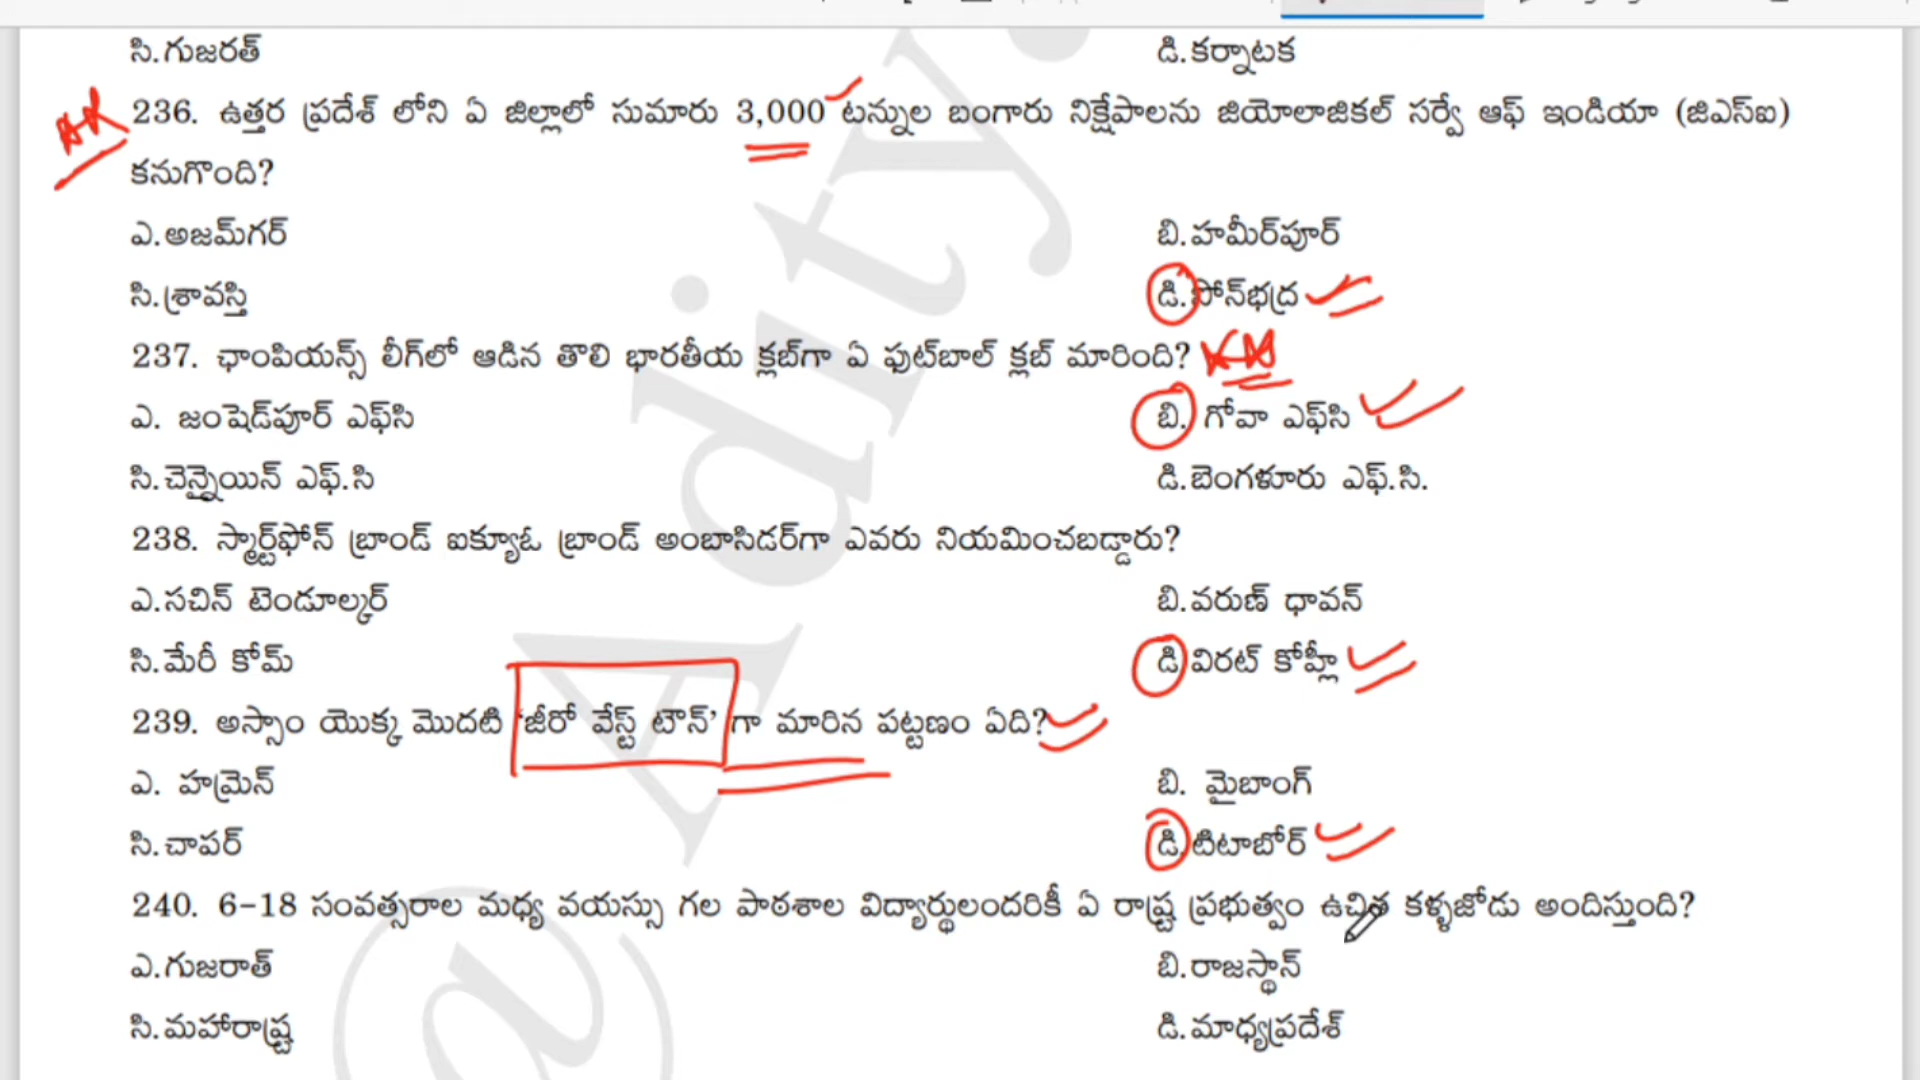 సి.గుజరత్ డి.కర్నాటక
236. ఉత్తర ప్రదేశ్ లోని ఏ జిల్లాలో సుమారు 3,000 టన్నుల బంగారు నిక్షేపాలను జియోలాజికల్ సర్వే ఆఫ్ ఇండియా (జిఎస్ఐ)
కనుగొంది?
ఎ.అజమ్‌గర్ బి.హమీర్‌పూర్
సి.శ్రావస్తి డి.సోన్‌భద్ర
237. ఛాంపియన్స్ లీగ్‌లో ఆడిన తొలి భారతీయ క్లబ్‌గా ఏ ఫుట్‌బాల్ క్లబ్ మారింది?
ఎ. జంషెడ్‌పూర్ ఎఫ్‌సి బి. గోవా ఎఫ్‌సి
సి.చెన్నైయిన్ ఎఫ్.సి డి.బెంగళూరు ఎఫ్.సి.
238. స్మార్ట్‌ఫోన్ బ్రాండ్ ఐక్యూఓ బ్రాండ్ అంబాసిడర్‌గా ఎవరు నియమించబడ్డారు?
ఎ.సచిన్ టెండూల్కర్ బి.వరుణ్ ధావన్
సి.మేరీ కోమ్ డి.విరట్ కోహ్లీ
239. అస్సాం యొక్క మొదటి 'జీరో వేస్ట్ టౌన్' గా మారిన పట్టణం ఏది?
ఎ. హమ్రెన్ బి. మైబాంగ్
సి.చాపర్ డి.టిటాబోర్
240. 6-18 సంవత్సరాల మధ్య వయస్సు గల పాఠశాల విద్యార్థులందరికీ ఏ రాష్ట్ర ప్రభుత్వం ఉచిత కళ్ళజోడు అందిస్తుంది?
ఎ.గుజరాత్ బి.రాజస్థాన్
సి.మహారాష్ట్ర డి.మాధ్యప్రదేశ్
@ Adity